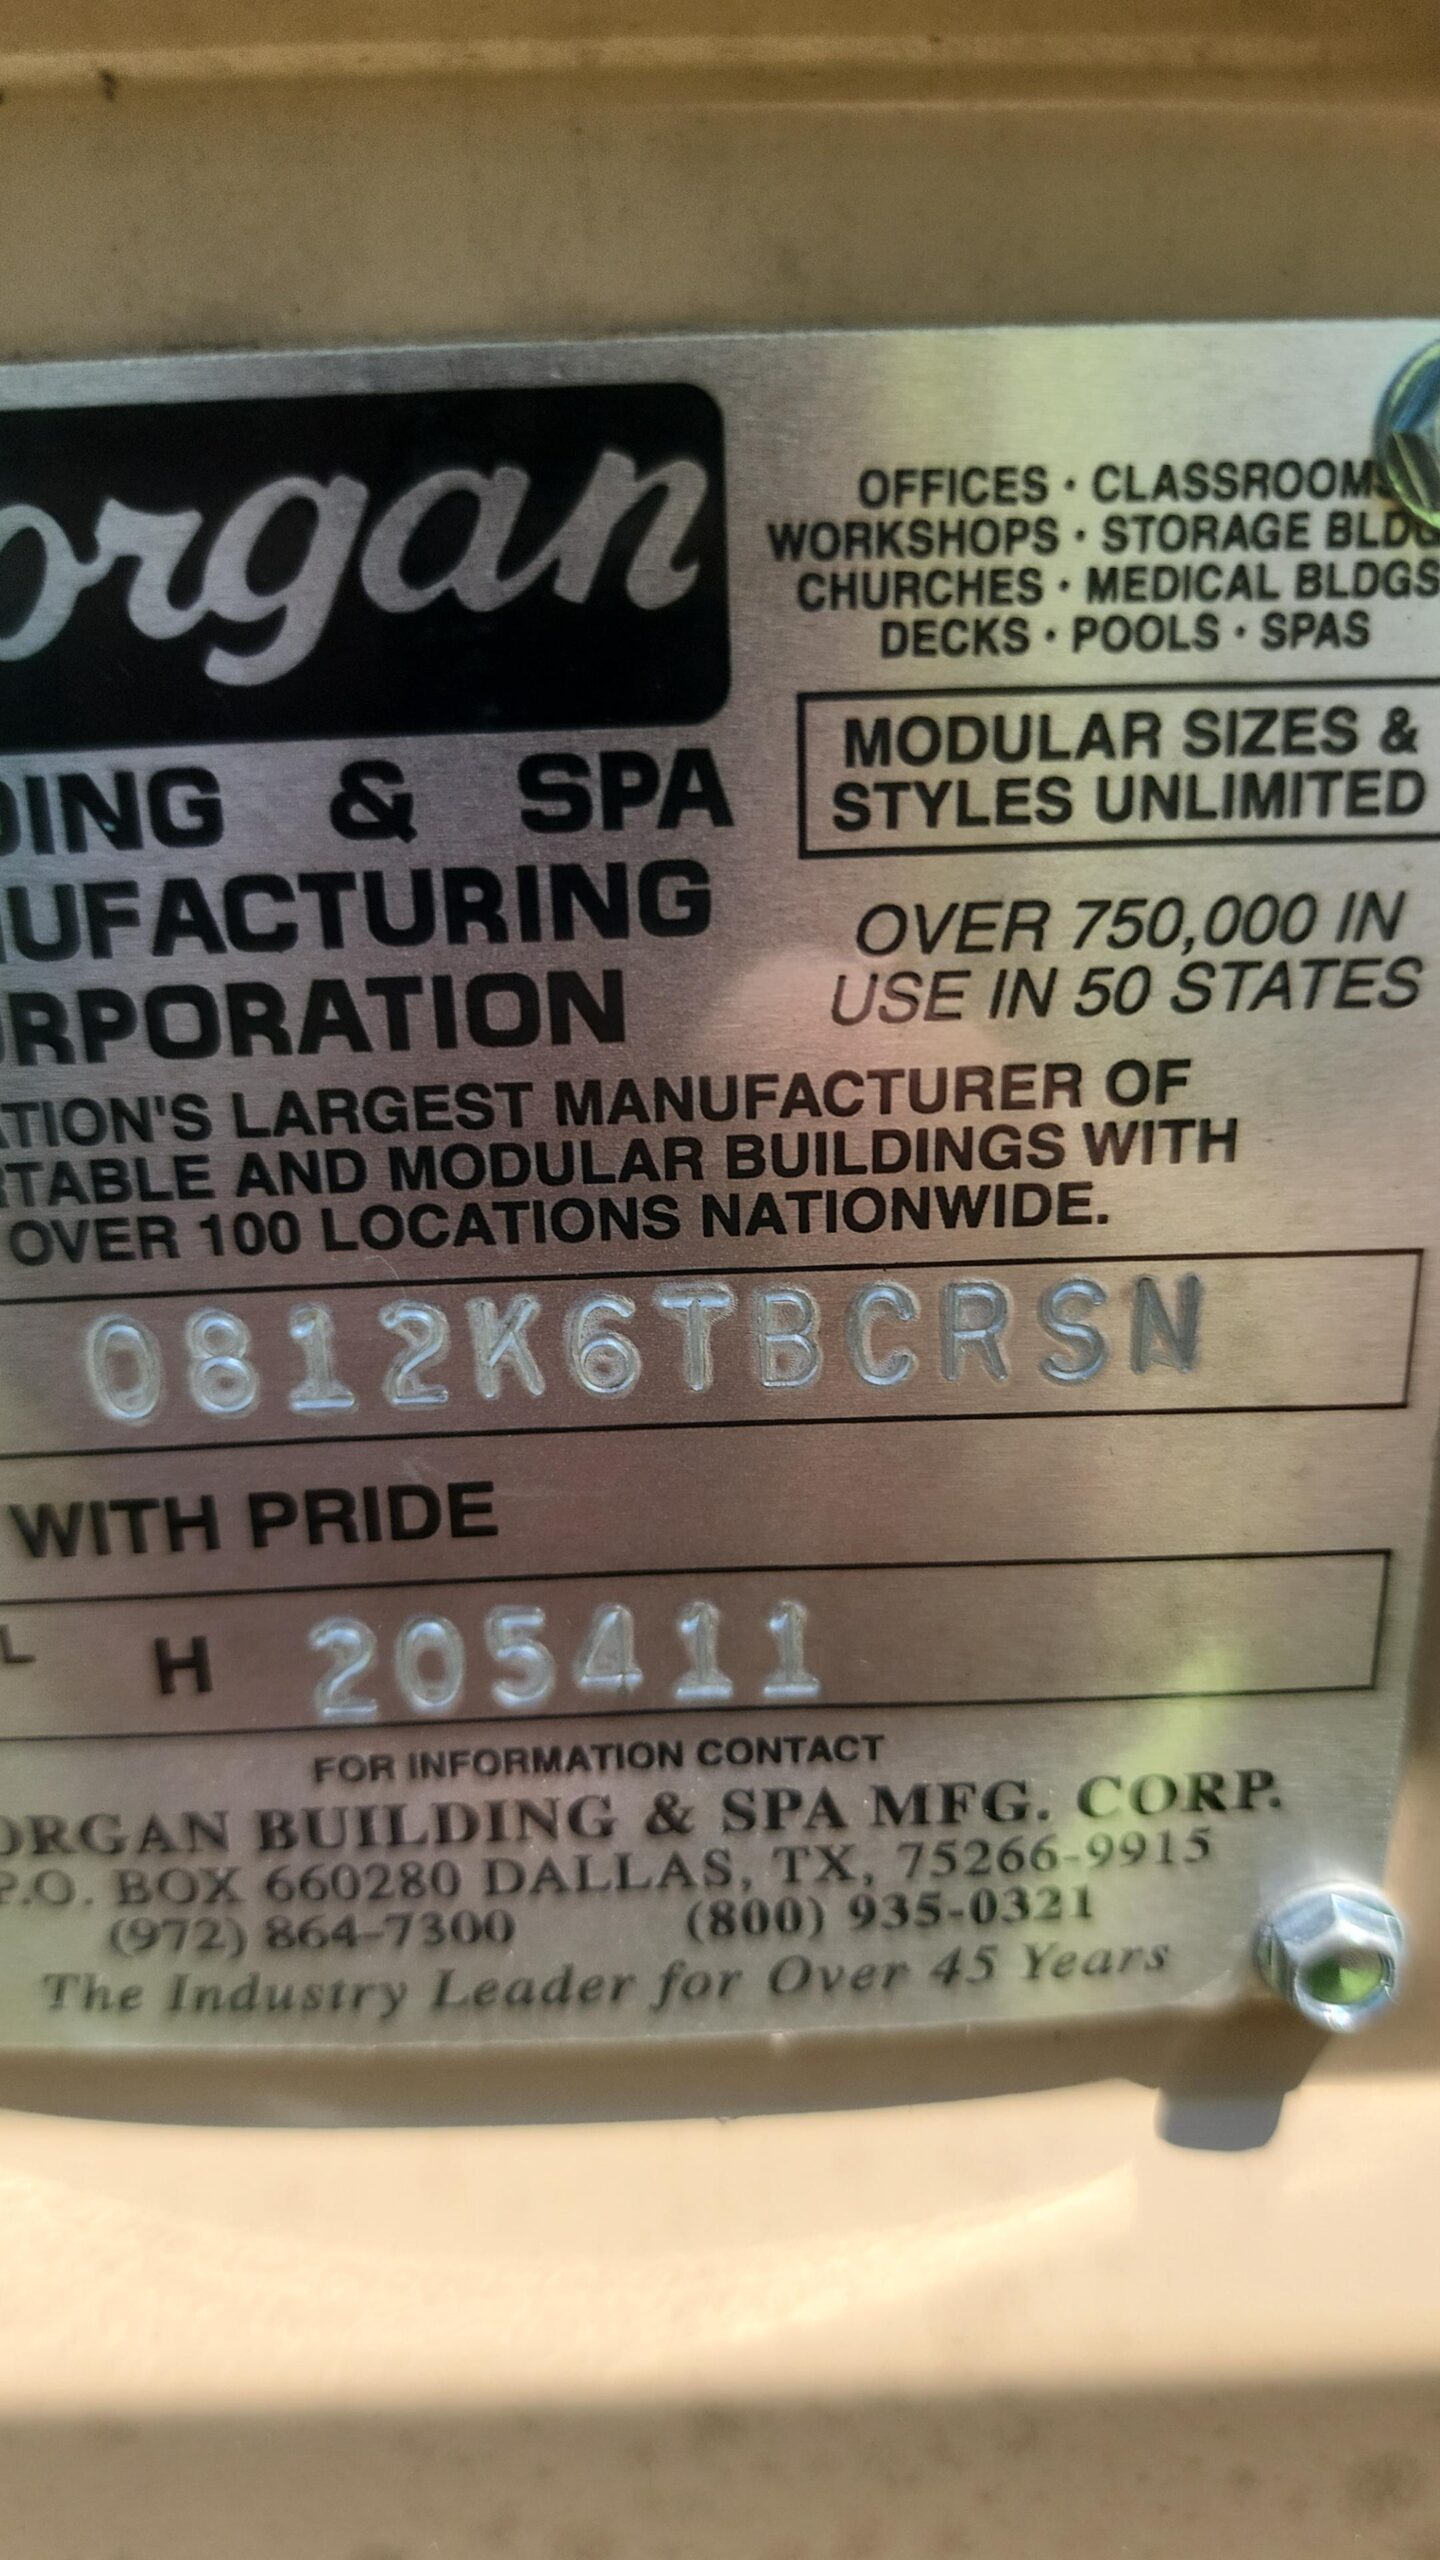 organ
OFFICES · CLASSROOMS
WORKSHOPS · STORAGE BLDG
CHURCHES · MEDICAL BLDGS
DECKS · POOLS · SPAS
MODULAR SIZES &
STYLES UNLIMITED
DING & SPA
UFACTURING
RPORATION
OVER 750,000 IN
USE IN 50 STATES
ATION'S LARGEST MANUFACTURER OF
RTABLE AND MODULAR BUILDINGS WITH
OVER 100 LOCATIONS NATIONWIDE.
0812K6TBCRSN
WITH PRIDE
L H 205411
FOR INFORMATION CONTACT
ORGAN BUILDING & SPA MFG. CORP.
P.O. BOX 660280 DALLAS, TX, 75266-9915
(972) 864-7300 (800) 935-0321
The Industry Leader for Over 45 Years